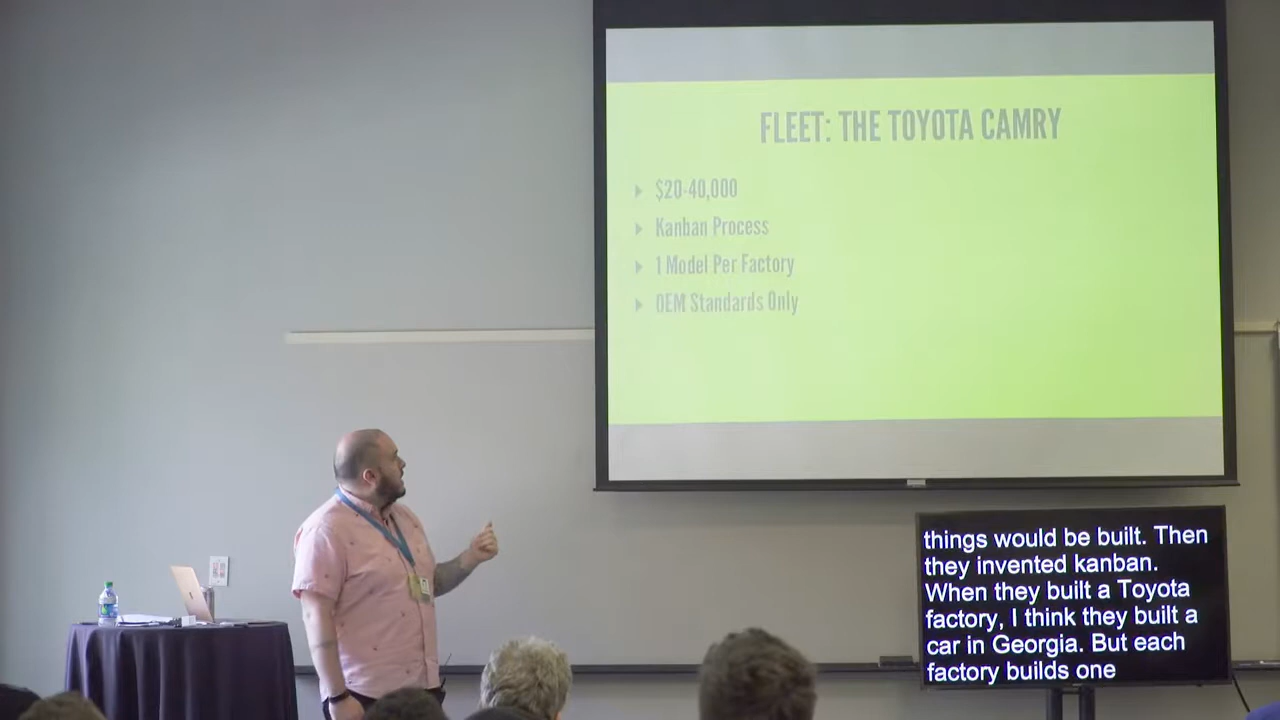 FLEET: THE TOYOTA CAMRY
$20-40,000
Kanban Process
1 Model Per Factory
OEM Standards Only
things would be built. Then
they invented kanban.
When they built a Toyota
factory, I think they built a
car in Georgia. But each
factory builds one